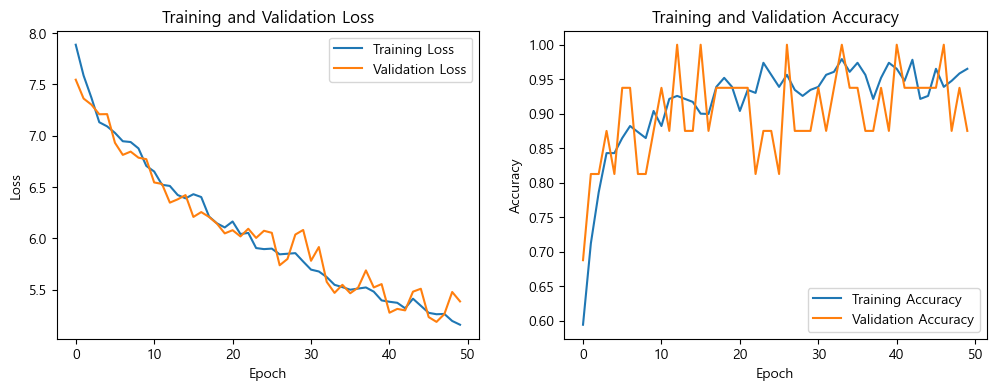 Training and Validation Loss
8.0
7.5
7.0
6.5
6.0
5.5
0
10
20
30
40
50
Epoch
Loss
Training Loss
Validation Loss
Training and Validation Accuracy
1.00
0.95
0.90
0.85
0.80
0.75
0.70
0.65
0.60
0
10
20
30
40
50
Epoch
Accuracy
Training Accuracy
Validation Accuracy